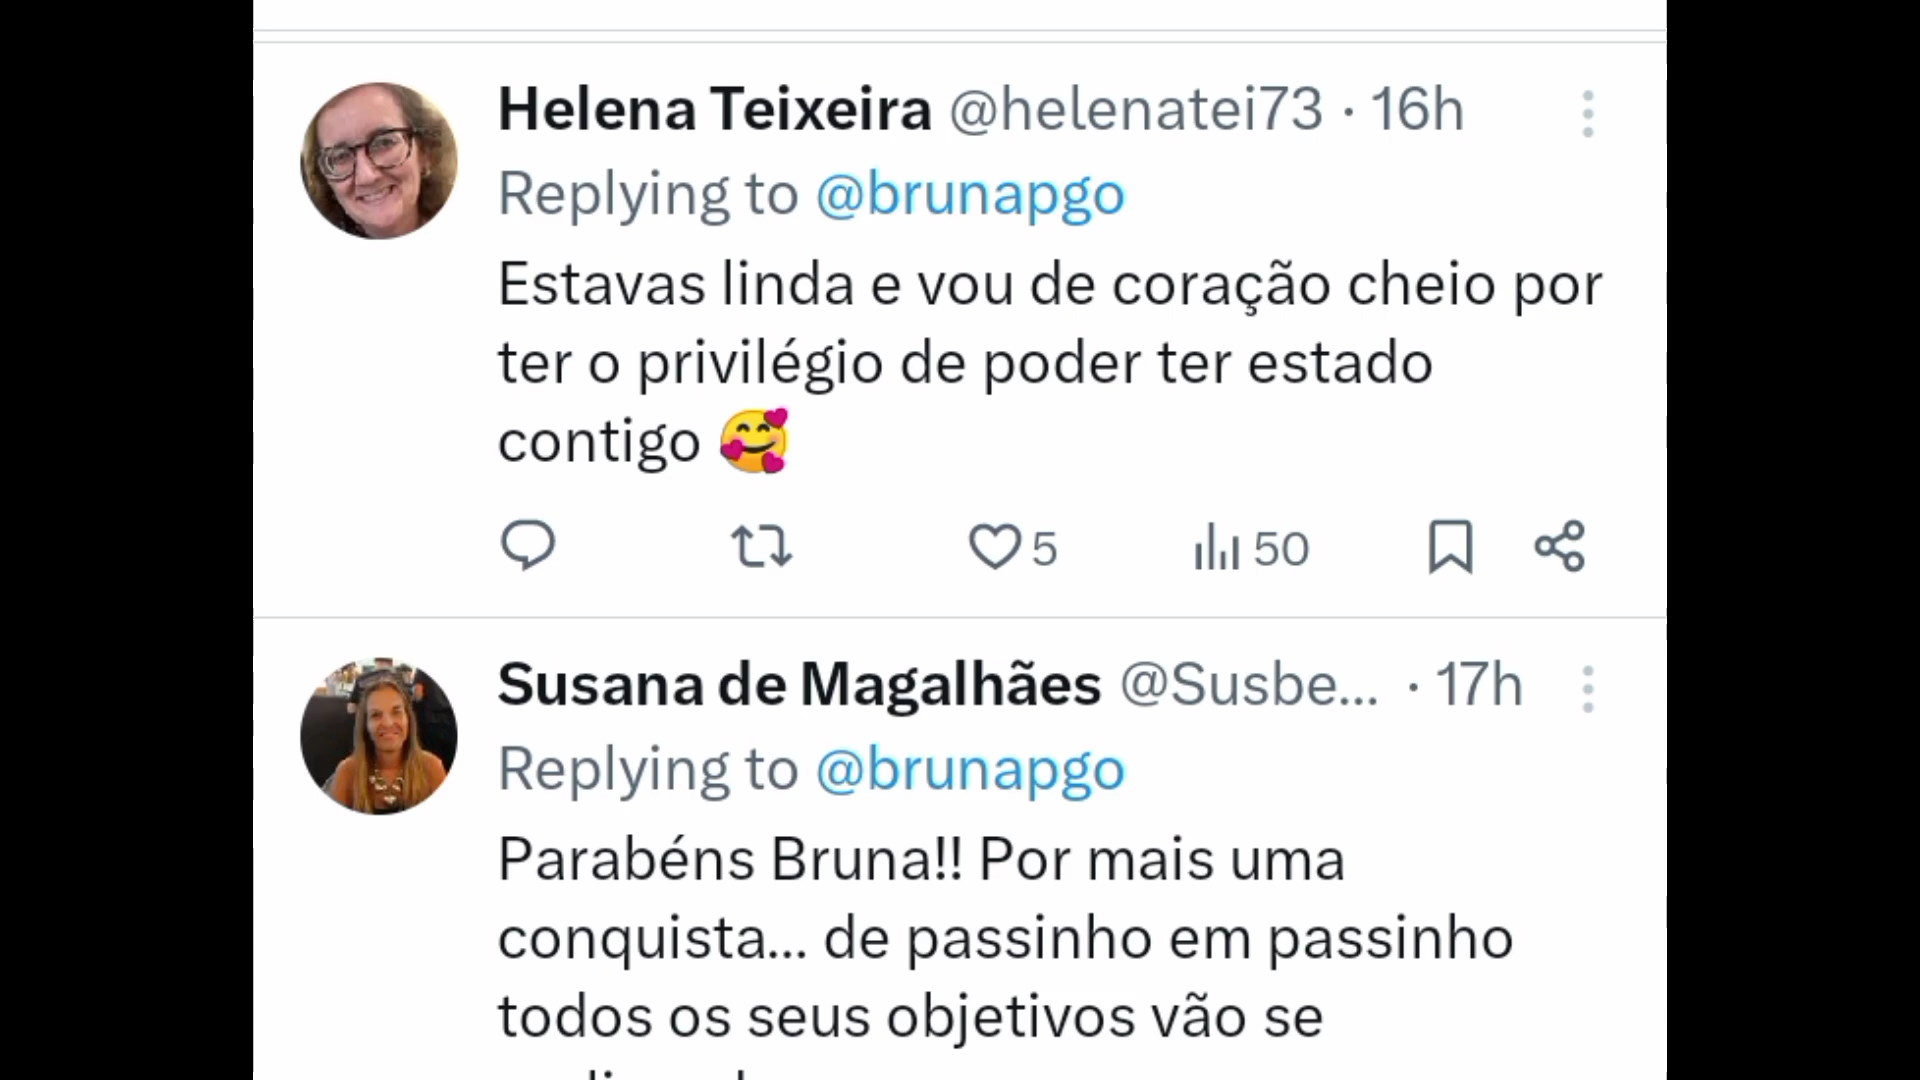 Helena Teixeira @helenatei73 · 16h
Replying to @brunapgo
Estavas linda e vou de coração cheio por
ter o privilégio de poder ter estado
contigo 🥰
5 50
Susana de Magalhães @Susbe... · 17h
Replying to @brunapgo
Parabéns Bruna!! Por mais uma
conquista... de passinho em passinho
todos os seus objetivos vão se